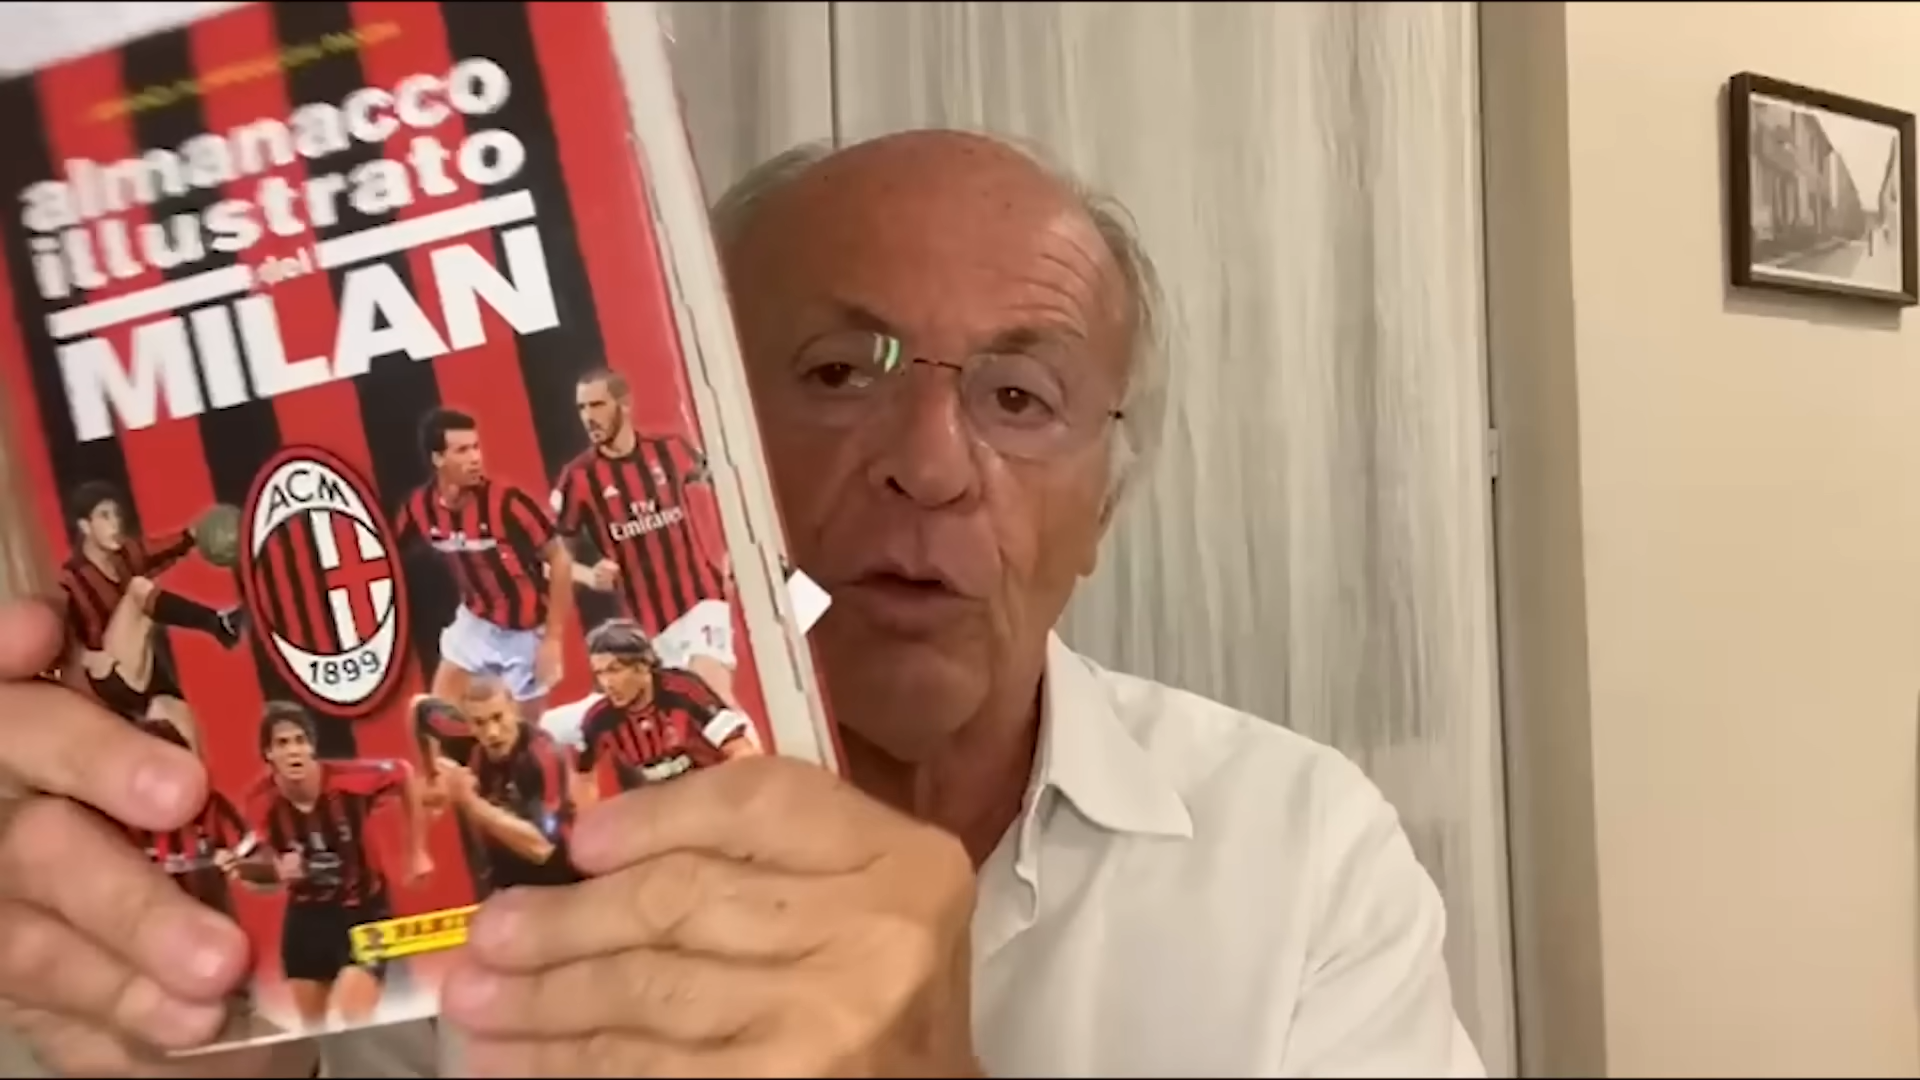 almanacco
illustrato
del
MILAN
ACM
1899
Fly
Emirates